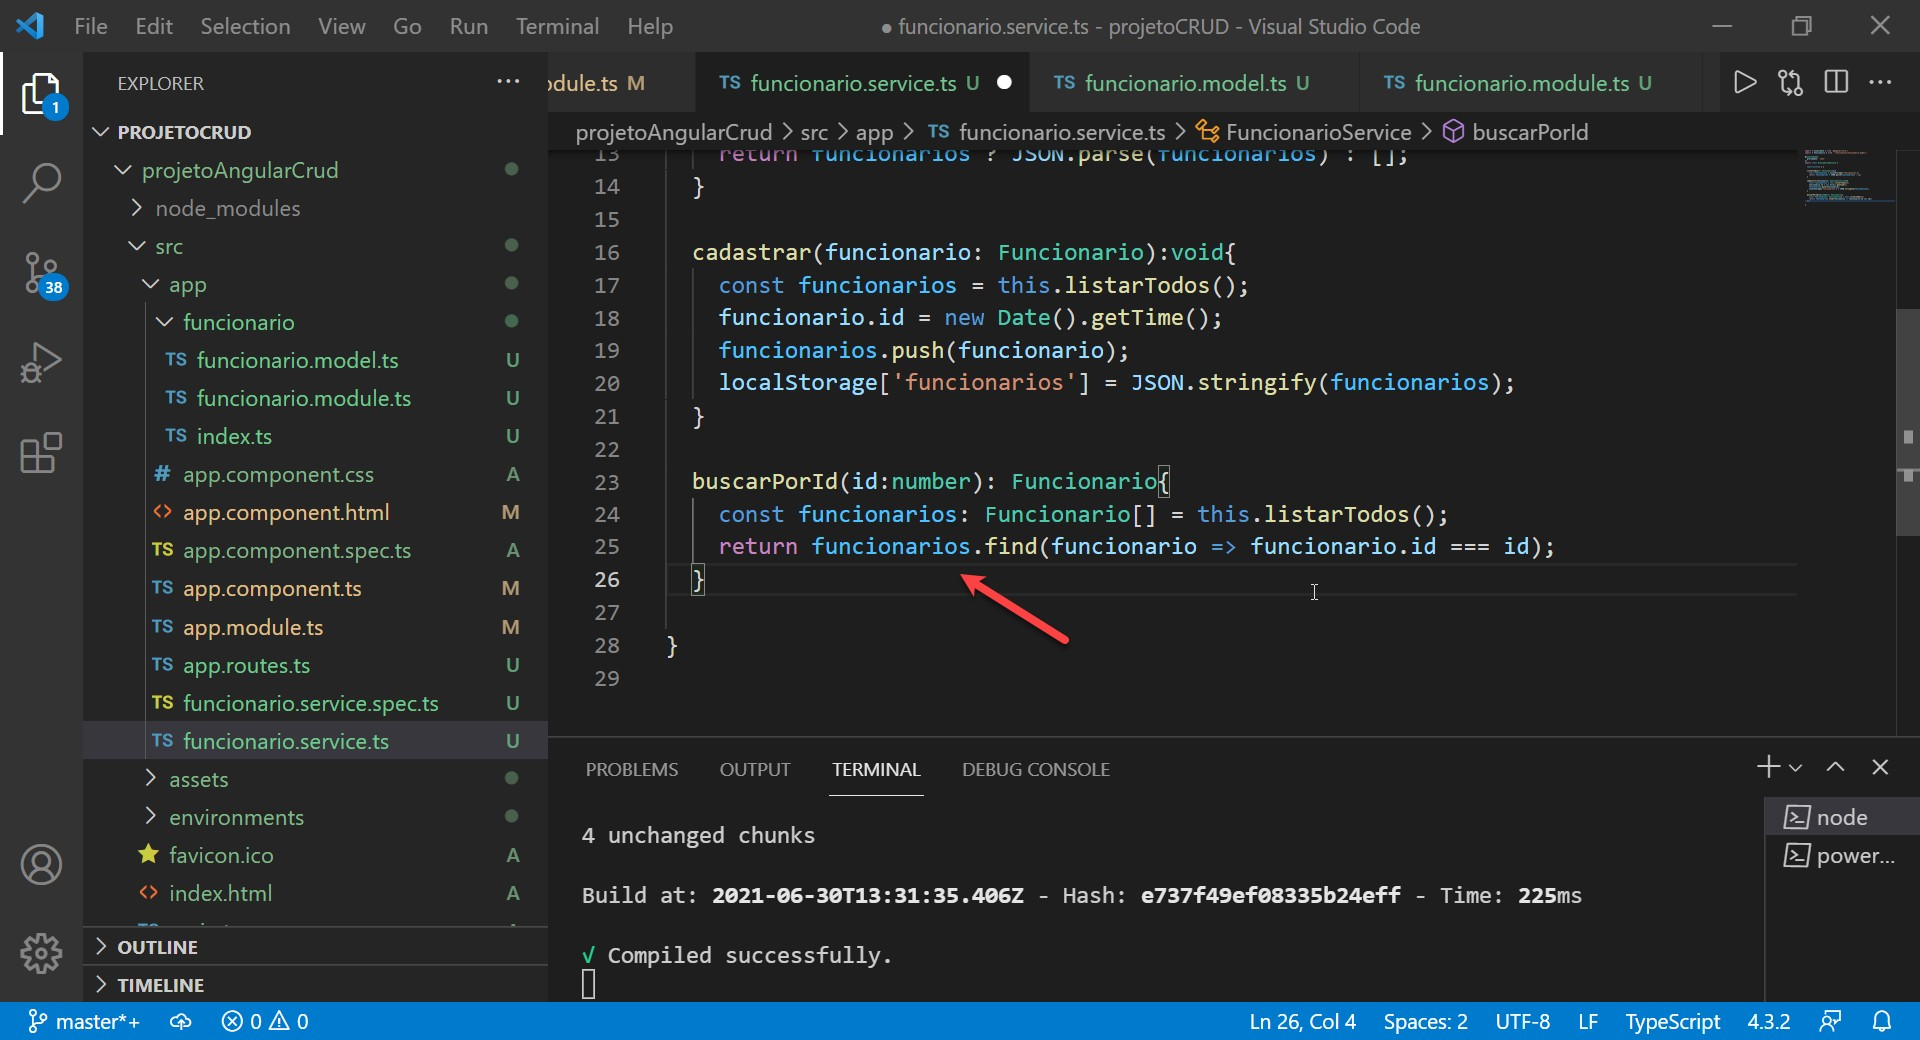 File Edit Selection View Go Run Terminal Help
● funcionario.service.ts - projetoCRUD - Visual Studio Code
EXPLORER
PROJETOCRUD
projetoAngularCrud
node_modules
src
app
funcionario
TS funcionario.model.ts U
TS funcionario.module.ts U
TS index.ts U
# app.component.css A
<> app.component.html M
TS app.component.spec.ts A
TS app.component.ts M
TS app.module.ts M
TS app.routes.ts U
TS funcionario.service.spec.ts U
TS funcionario.service.ts U
assets
environments
favicon.ico A
<> index.html A
OUTLINE
TIMELINE
1
38
odule.ts M
TS funcionario.service.ts U
TS funcionario.model.ts U
TS funcionario.module.ts U
projetoAngularCrud > src > app > TS funcionario.service.ts > FuncionarioService > buscarPorId
13 return funcionarios ? JSON.parse(funcionarios) : [];
14 }
15
16 cadastrar(funcionario: Funcionario):void{
17 const funcionarios = this.listarTodos();
18 funcionario.id = new Date().getTime();
19 funcionarios.push(funcionario);
20 localStorage['funcionarios'] = JSON.stringify(funcionarios);
21 }
22
23 buscarPorId(id:number): Funcionario{
24 const funcionarios: Funcionario[] = this.listarTodos();
25 return funcionarios.find(funcionario => funcionario.id === id);
26 }
27
28 }
29
PROBLEMS OUTPUT TERMINAL DEBUG CONSOLE
4 unchanged chunks
Build at: 2021-06-30T13:31:35.406Z - Hash: e737f49ef08335b24eff - Time: 225ms
√ Compiled successfully.
node
power...
master*+ 0 0 Ln 26, Col 4 Spaces: 2 UTF-8 LF TypeScript 4.3.2